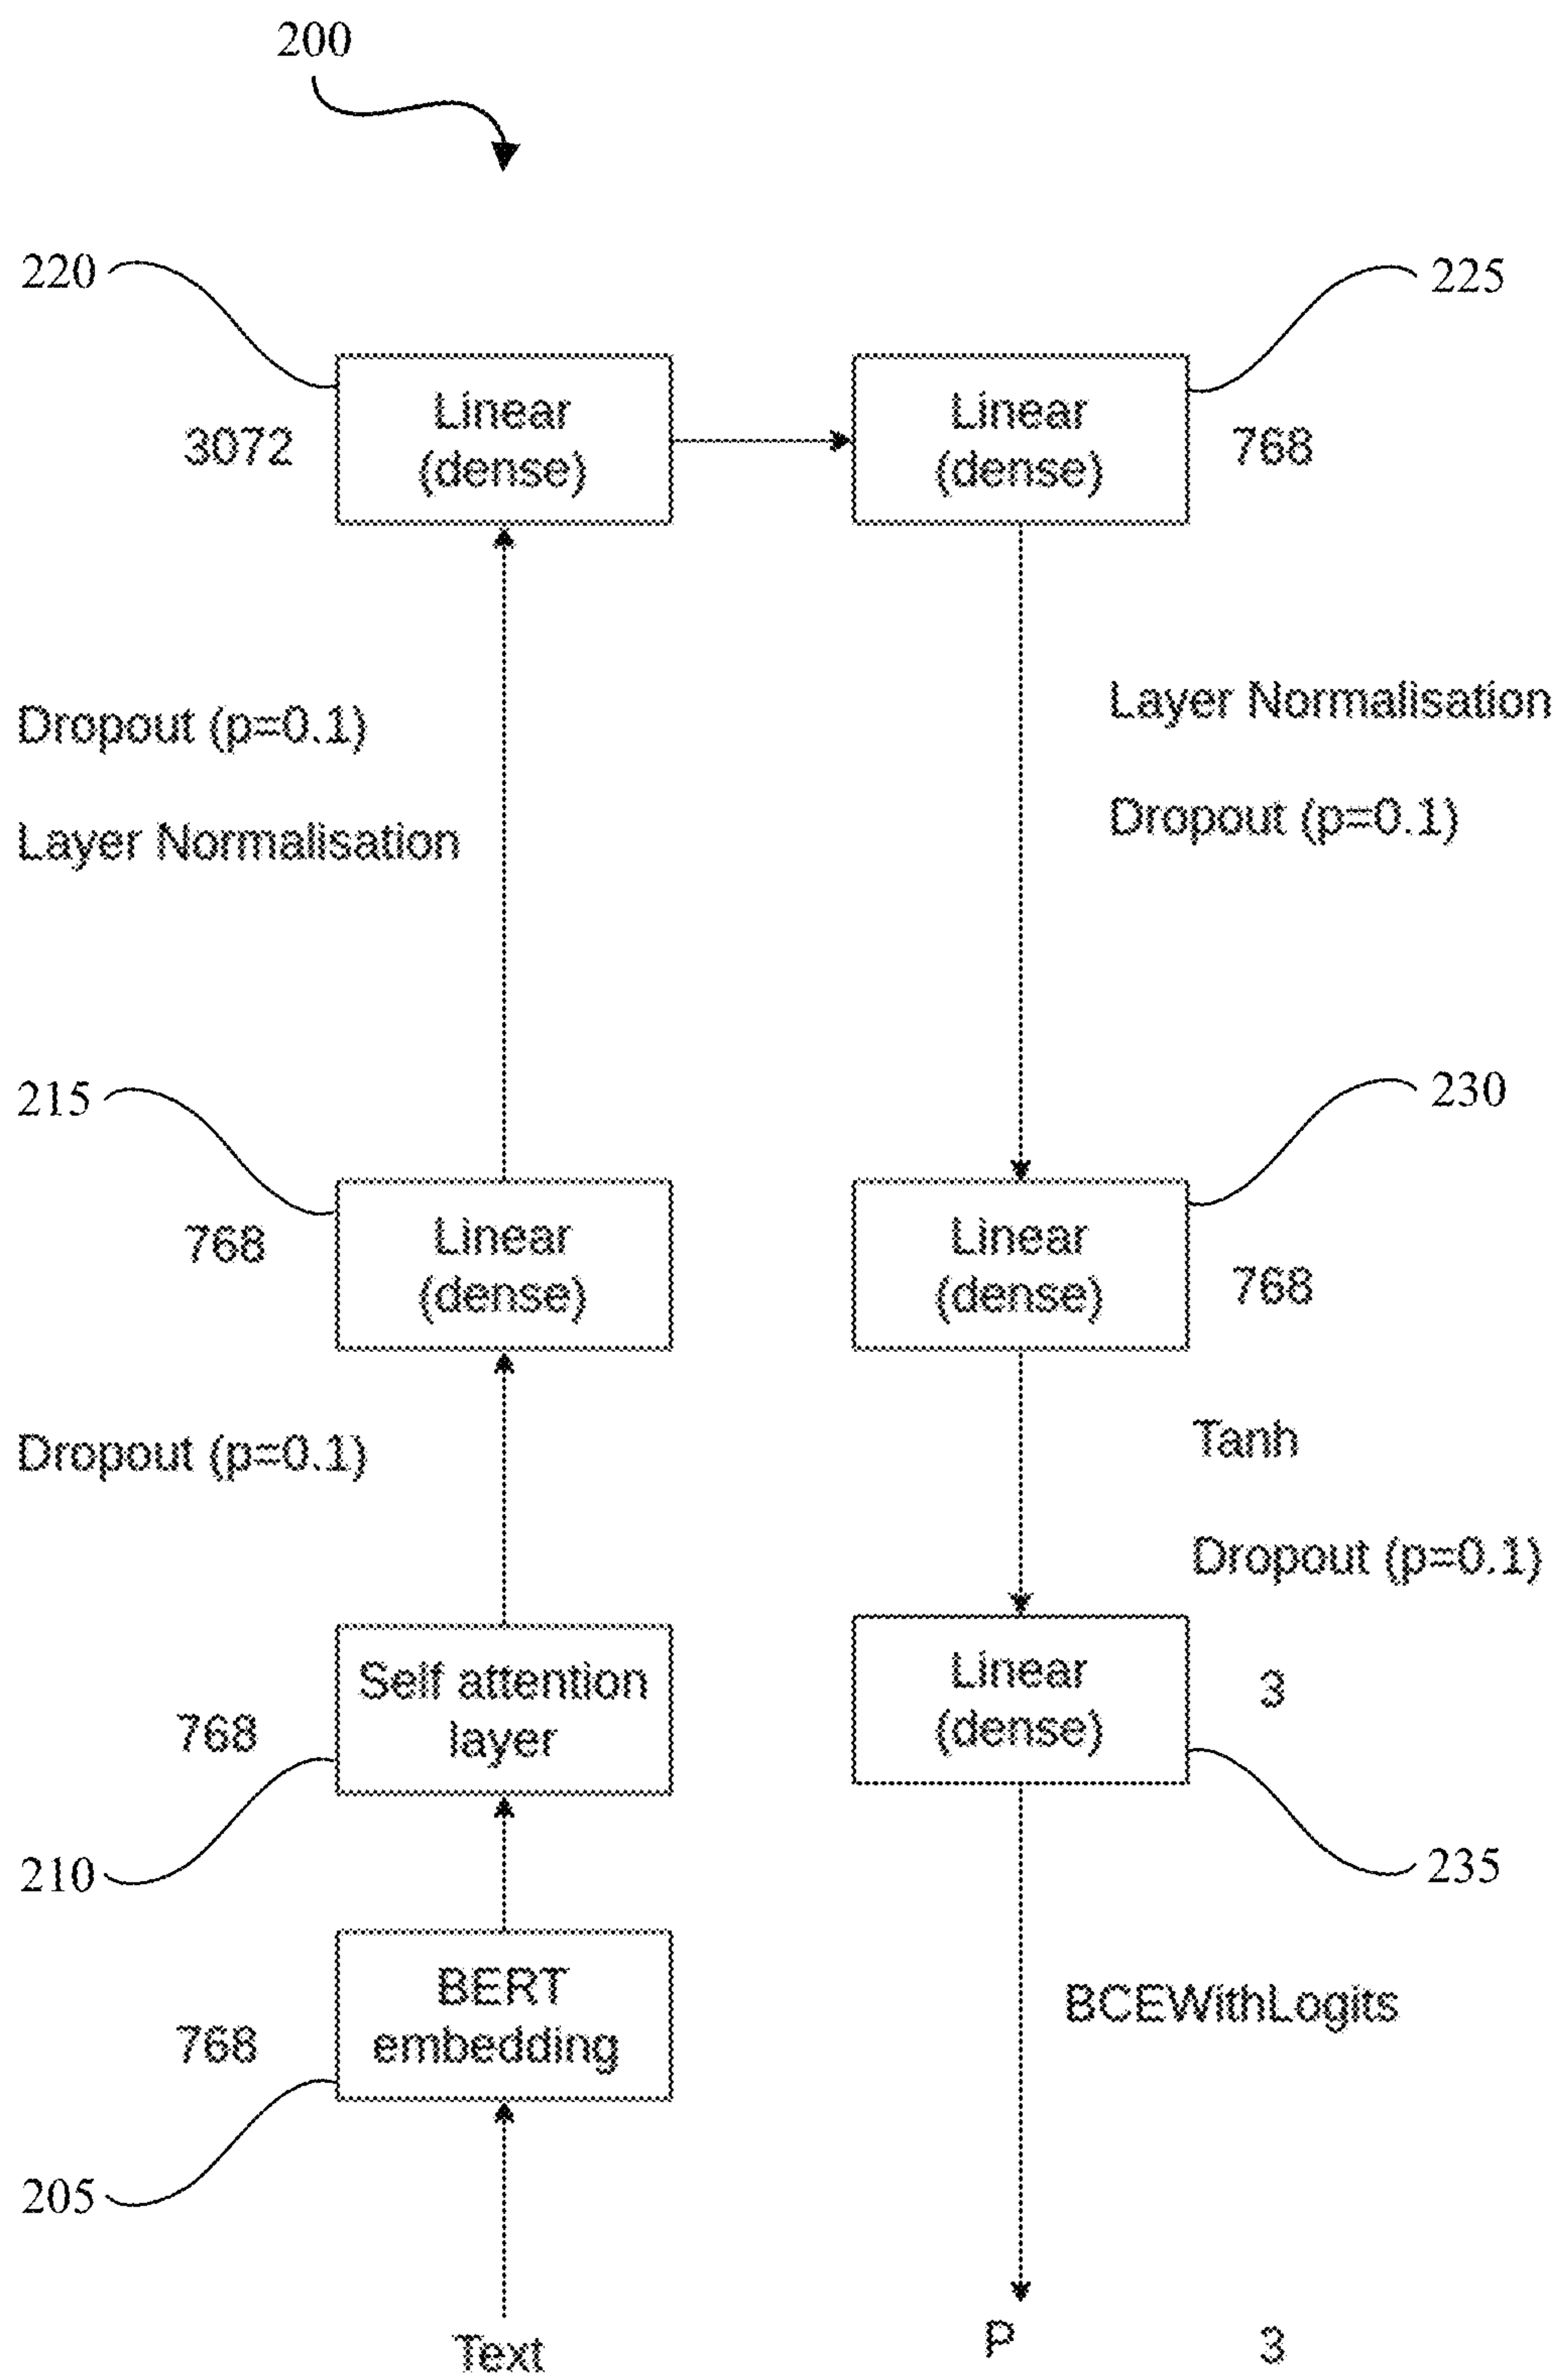 200
220
225
3072
Linear
(dense)
Linear
(dense)
768
Dropout (p=0.1)
Layer Normalisation
Layer Normalisation
Dropout (p=0.1)
215
230
768
Linear
(dense)
Linear
(dense)
768
Dropout (p=0.1)
Tanh
Dropout (p=0.1)
768
Self attention
layer
Linear
(dense)
3
210
235
768
BERT
embedding
BCEWithLogits
205
Text
P
3